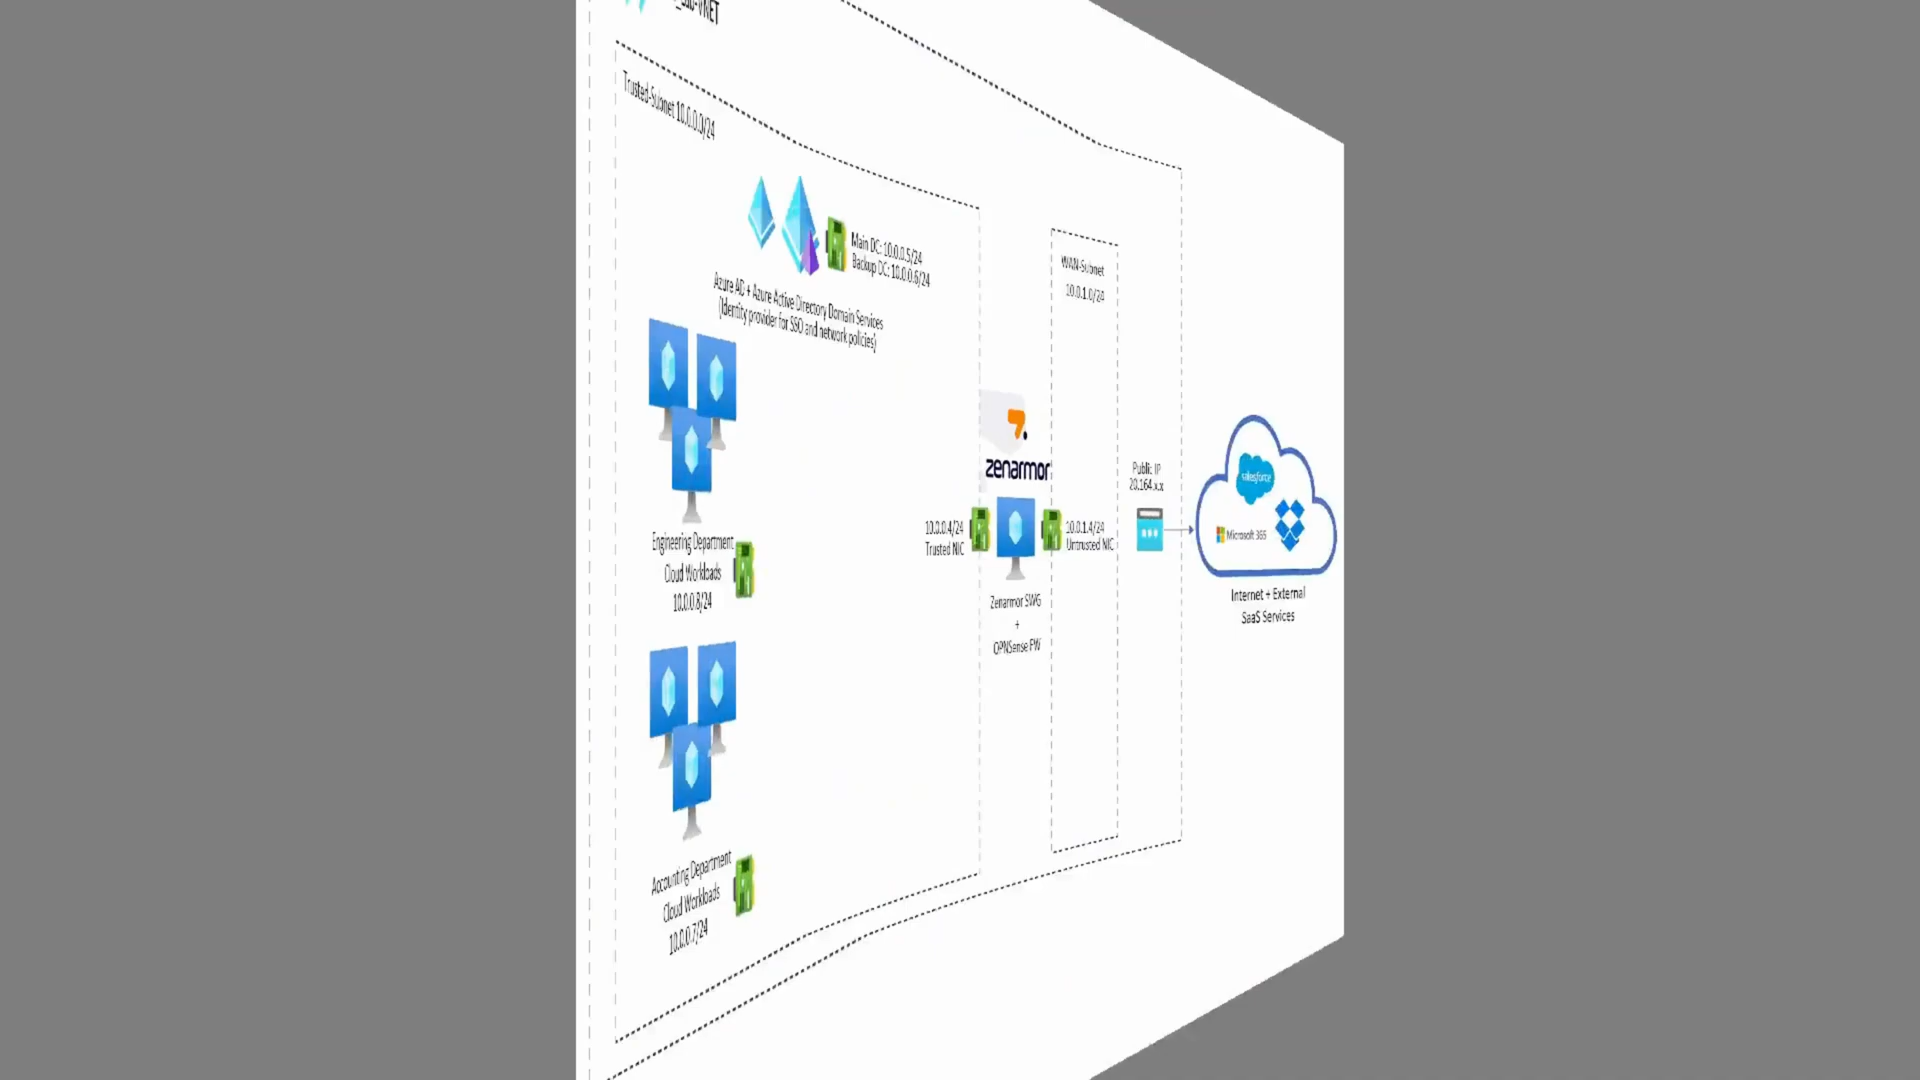 Trusted-Subnet 10.0.0.0/24
Main DC: 10.0.0.5/24
Backup DC: 10.0.0.6/24
Azure AD + Azure Active Directory Domain Services
(Identity provider for SSO and network policies)
WAN-Subnet
10.0.1.0/24
zenarmor
Public IP
20.164.x.x
salesforce
Microsoft 365
10.0.0.4/24
Trusted NIC
10.0.1.4/24
Untrusted NIC
Engineering Department
Cloud Workloads
10.0.0.8/24
Zenarmor SWG
+
OPNSense FW
Internet + External
SaaS Services
Accounting Department
Cloud Workloads
10.0.0.7/24